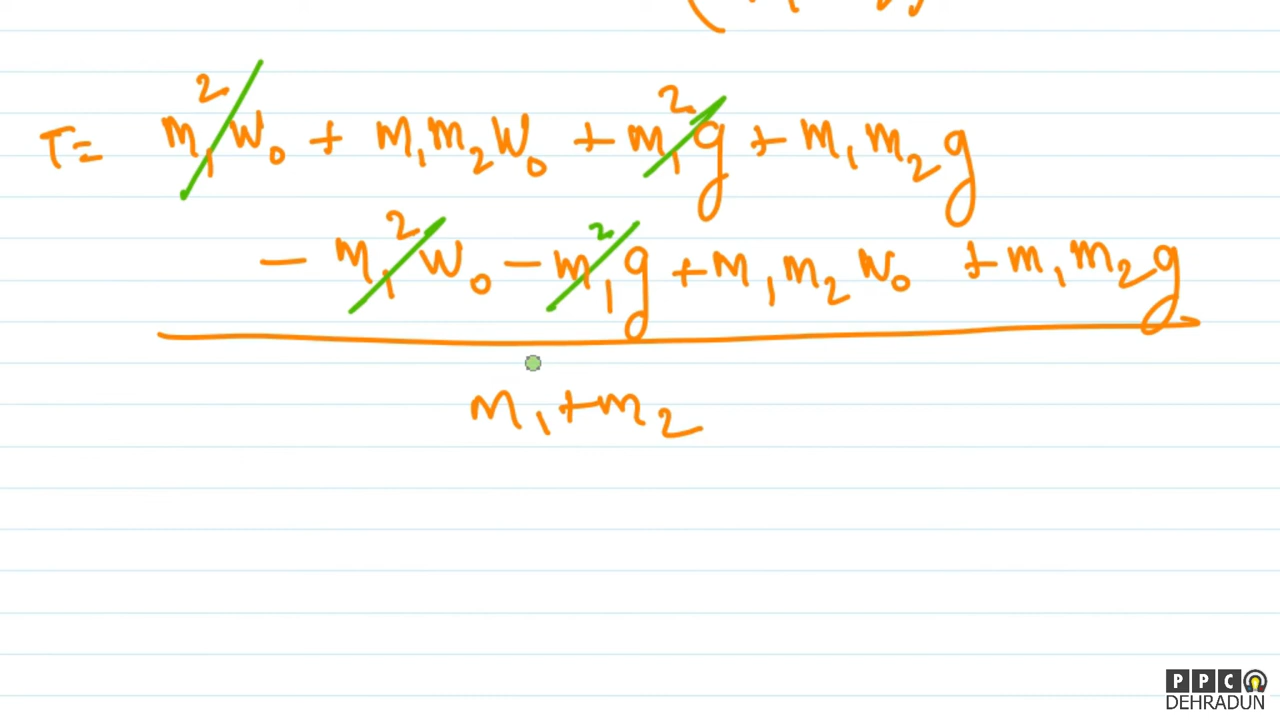 T = m₁²w₀ + m₁m₂w₀ + m₁²g + m₁m₂g
− m₁²w₀ − m₁²g + m₁m₂w₀ + m₁m₂g
m₁+m₂
PPC
DEHRADUN